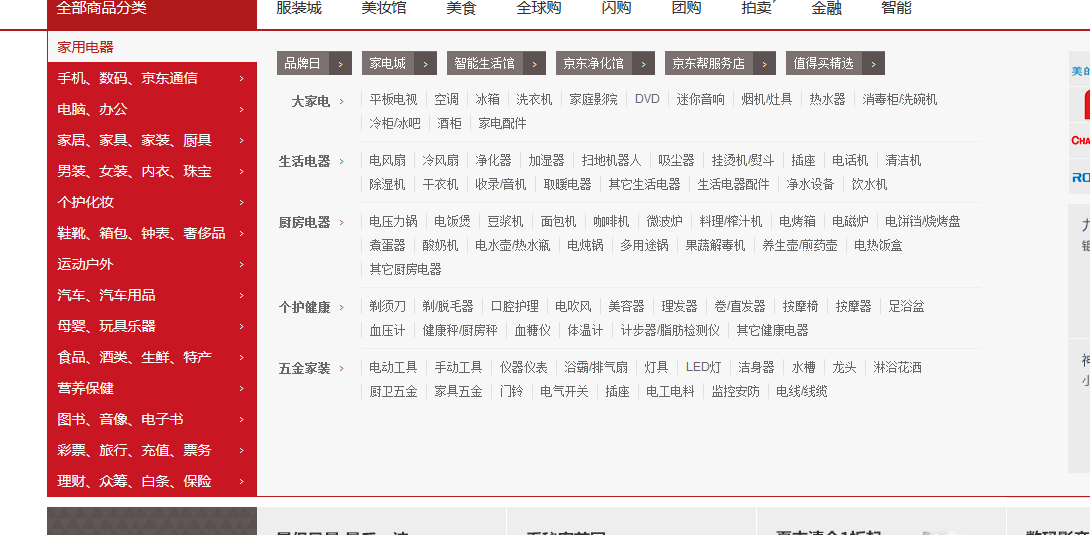 全部商品分类
服装城 美妆馆 美食 全球购 闪购 团购 拍卖 金融 智能
家用电器
手机、数码、京东通信 >
电脑、办公 >
家居、家具、家装、厨具 >
男装、女装、内衣、珠宝 >
个护化妆 >
鞋靴、箱包、钟表、奢侈品 >
运动户外 >
汽车、汽车用品 >
母婴、玩具乐器 >
食品、酒类、生鲜、特产 >
营养保健 >
图书、音像、电子书 >
彩票、旅行、充值、票务 >
理财、众筹、白条、保险 >
品牌日 > 家电城 > 智能生活馆 > 京东净化馆 > 京东帮服务店 > 值得买精选 >
大家电 > 平板电视 空调 冰箱 洗衣机 家庭影院 DVD 迷你音响 烟机/灶具 热水器 消毒柜/洗碗机
冷柜/冰吧 酒柜 家电配件
生活电器 > 电风扇 冷风扇 净化器 加湿器 扫地机器人 吸尘器 挂烫机/熨斗 插座 电话机 清洁机
除湿机 干衣机 收录/音机 取暖电器 其它生活电器 生活电器配件 净水设备 饮水机
厨房电器 > 电压力锅 电饭煲 豆浆机 面包机 咖啡机 微波炉 料理/榨汁机 电烤箱 电磁炉 电饼铛/烧烤盘
煮蛋器 酸奶机 电水壶/热水瓶 电炖锅 多用途锅 果蔬解毒机 养生壶/煎药壶 电热饭盒
其它厨房电器
个护健康 > 剃须刀 剃/脱毛器 口腔护理 电吹风 美容器 理发器 卷/直发器 按摩椅 按摩器 足浴盆
血压计 健康秤/厨房秤 血糖仪 体温计 计步器/脂肪检测仪 其它健康电器
五金家装 > 电动工具 手动工具 仪器仪表 浴霸/排气扇 灯具 LED灯 洁身器 水槽 龙头 淋浴花洒
厨卫五金 家具五金 门铃 电气开关 插座 电工电料 监控安防 电线/线缆
美的